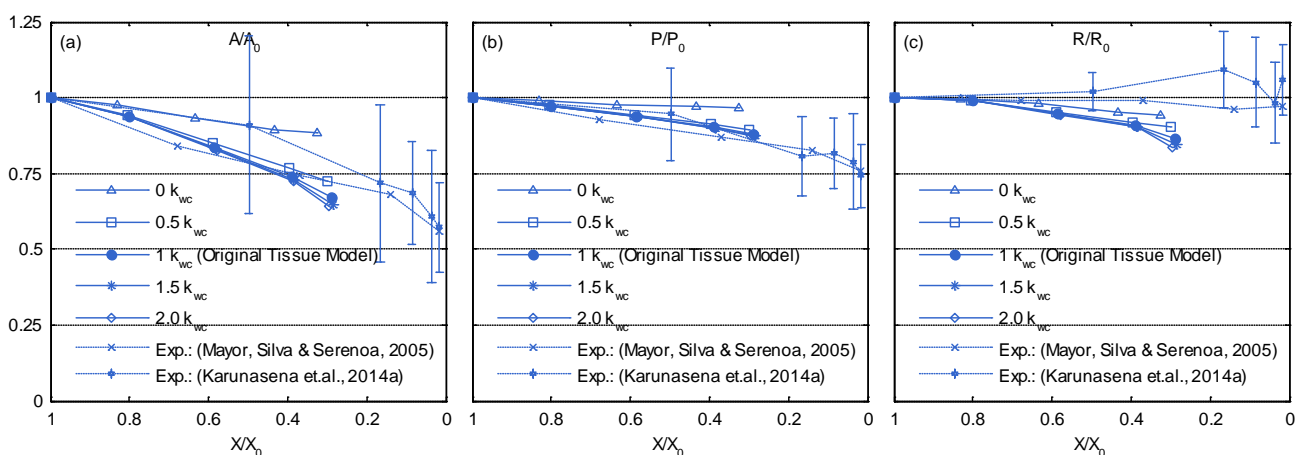 1.25
1
0.75
0.5
0.25
0
(a)
A/A0
0 kwc
0.5 kwc
1 kwc (Original Tissue Model)
1.5 kwc
2.0 kwc
Exp.: (Mayor, Silva & Serenoa, 2005)
Exp.: (Karunasena et.al., 2014a)
1 0.8 0.6 0.4 0.2 0
X/X0
(b)
P/P0
0 kwc
0.5 kwc
1 kwc (Original Tissue Model)
1.5 kwc
2.0 kwc
Exp.: (Mayor, Silva & Serenoa, 2005)
Exp.: (Karunasena et.al., 2014a)
1 0.8 0.6 0.4 0.2 0
X/X0
(c)
R/R0
0 kwc
0.5 kwc
1 kwc (Original Tissue Model)
1.5 kwc
2.0 kwc
Exp.: (Mayor, Silva & Serenoa, 2005)
Exp.: (Karunasena et.al., 2014a)
1 0.8 0.6 0.4 0.2 0
X/X0